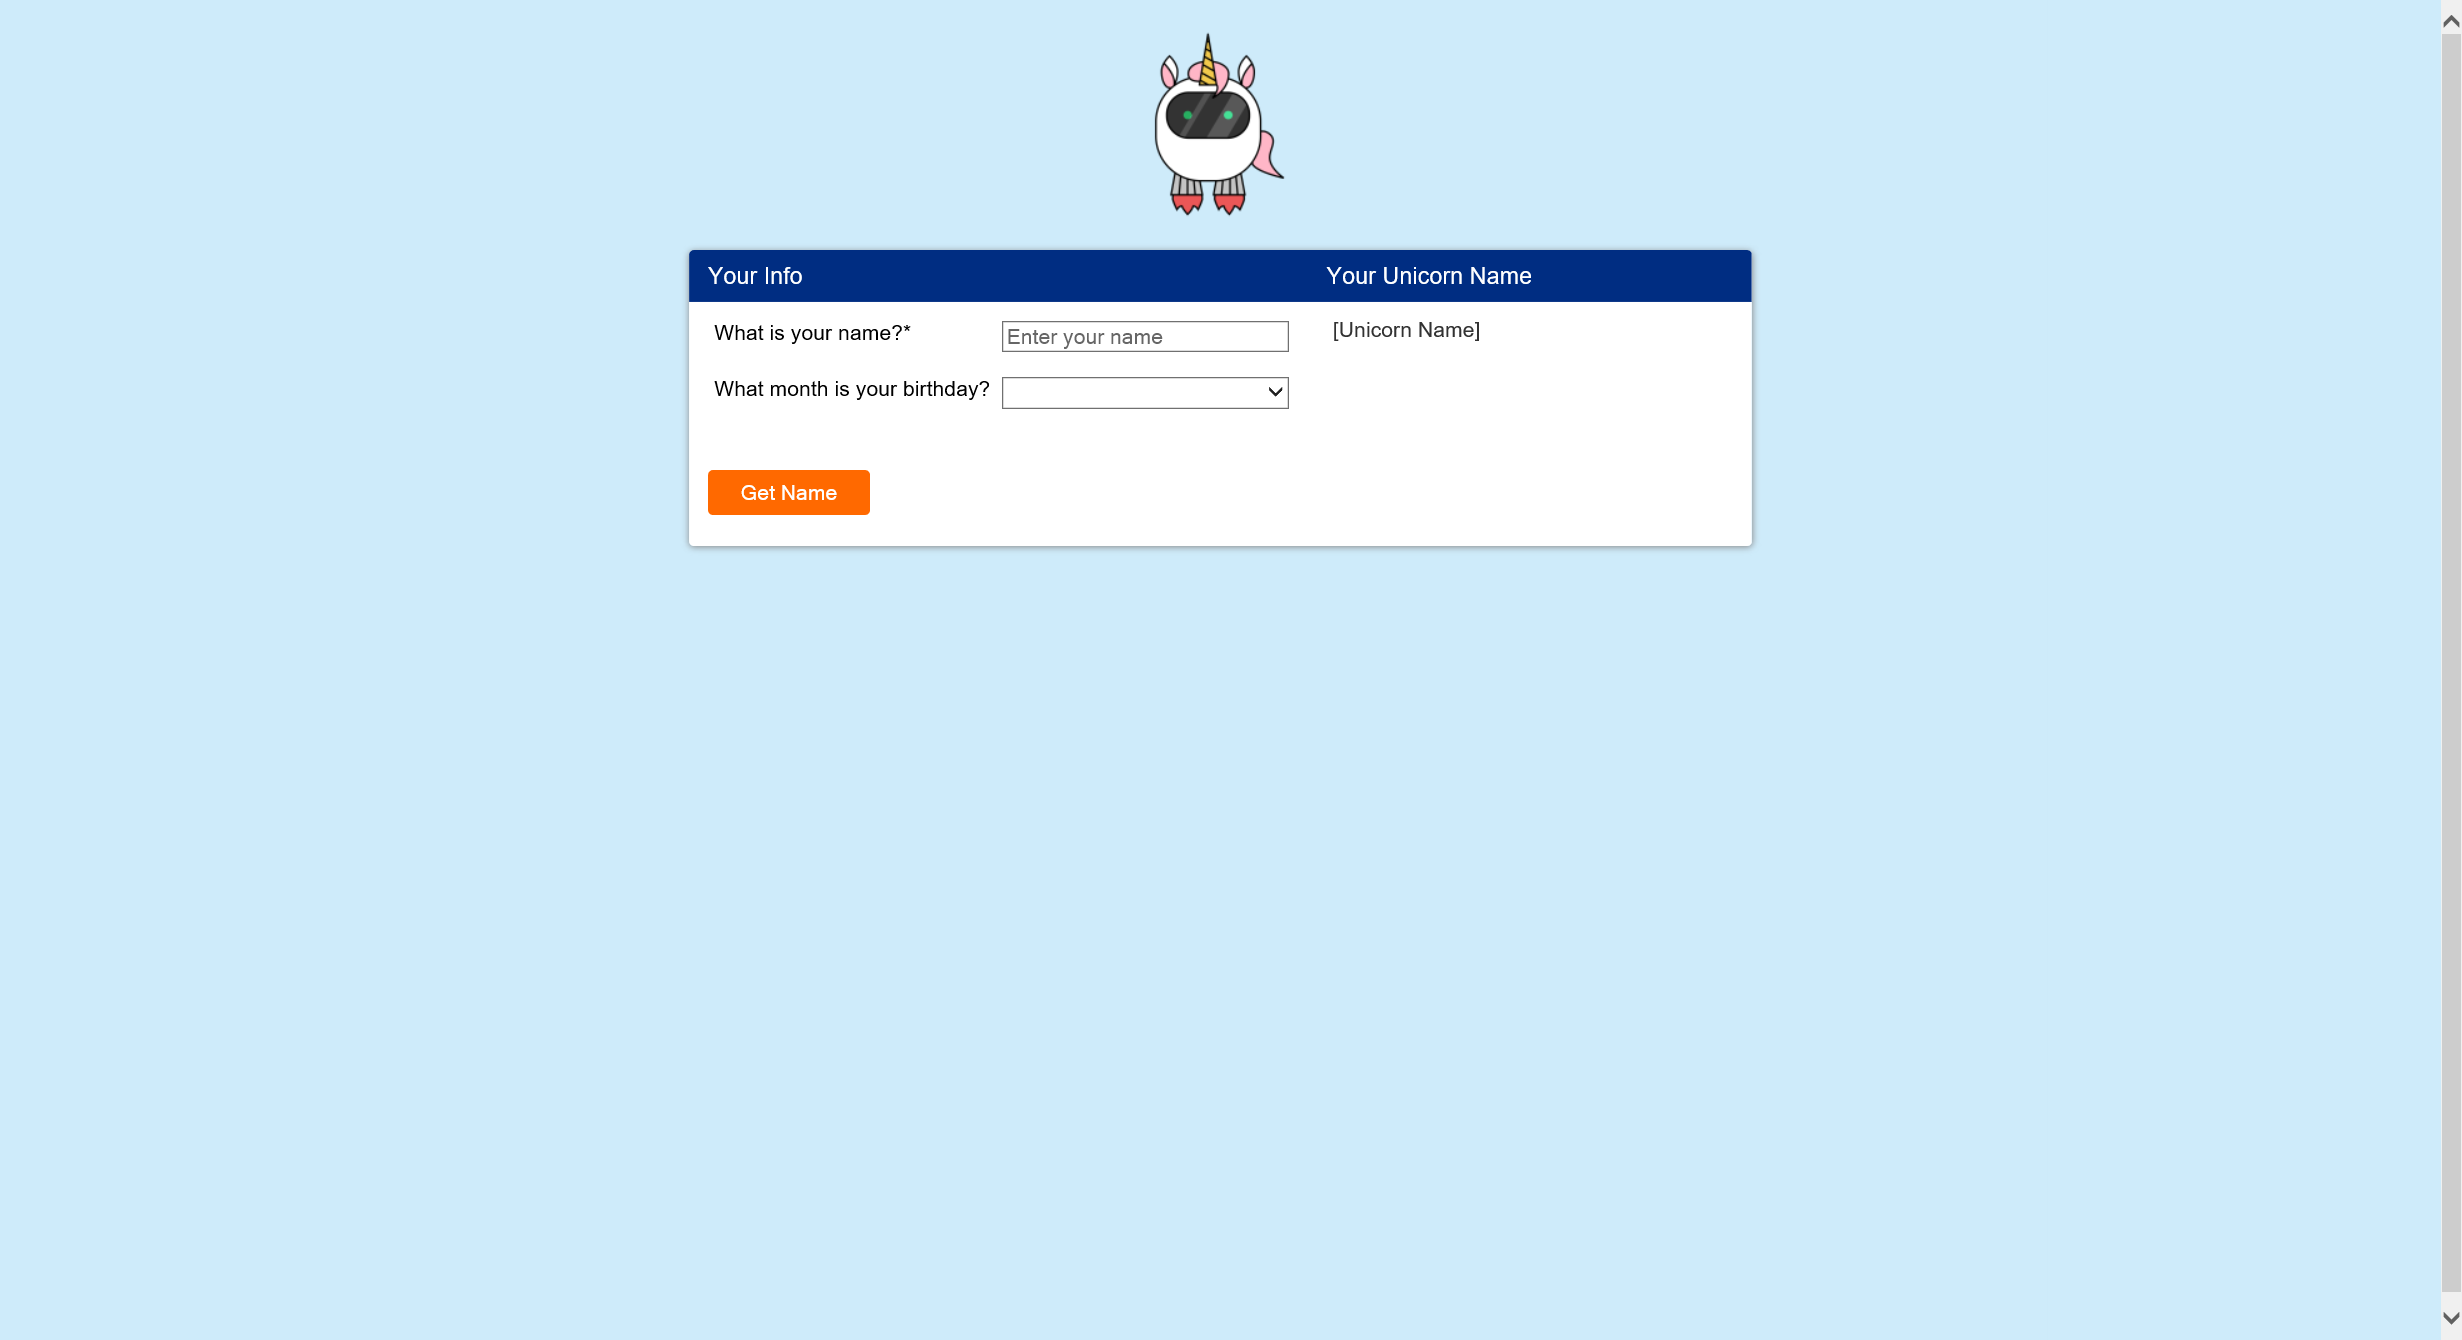 Your Info
Your Unicorn Name
What is your name?*
Enter your name
[Unicorn Name]
What month is your birthday?
Get Name